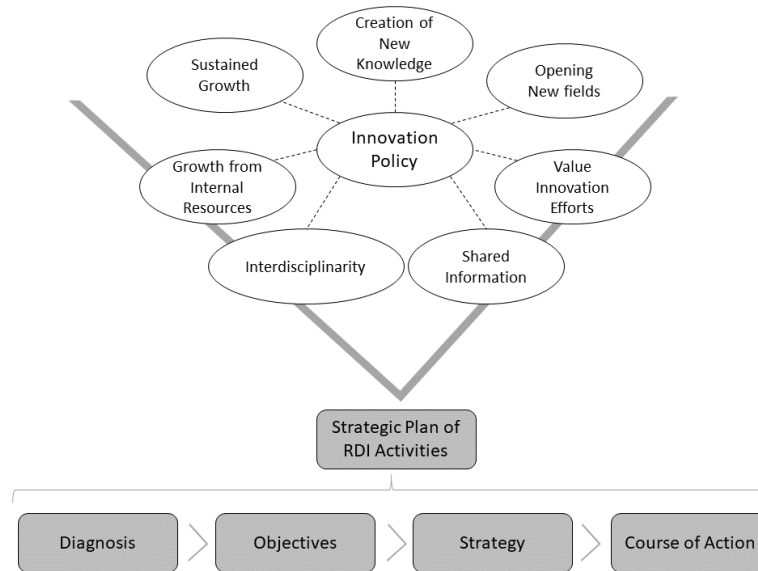 Creation of
New
Knowledge
Sustained
Growth
Opening
New fields
Innovation
Policy
Growth from
Internal
Resources
Value
Innovation
Efforts
Interdisciplinarity
Shared
Information
Strategic Plan of
RDI Activities
Diagnosis
Objectives
Strategy
Course of Action